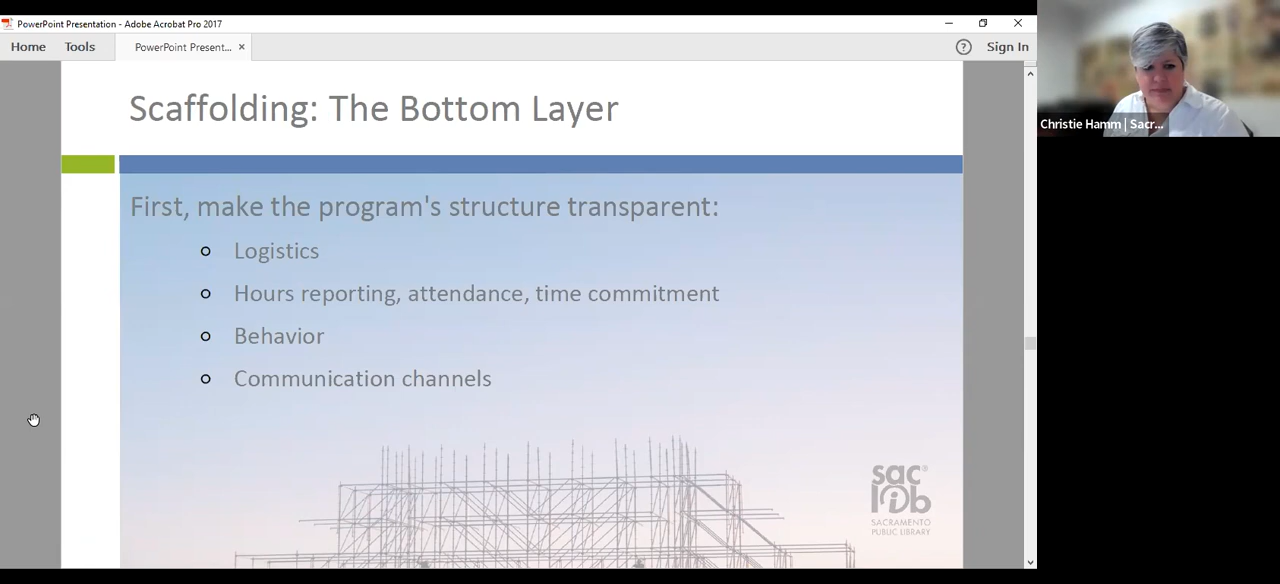 PowerPoint Presentation - Adobe Acrobat Pro 2017
Home Tools PowerPoint Present... Sign In
Scaffolding: The Bottom Layer
First, make the program's structure transparent:
Logistics
Hours reporting, attendance, time commitment
Behavior
Communication channels
sac
lib
SACRAMENTO
PUBLIC LIBRARY
Christie Hamm | Sacr...